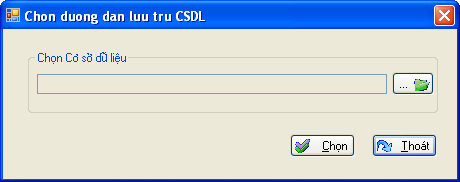 Chon duong dan luu tru CSDL
Chọn Cơ sở dữ liệu
...
Chọn
Thoát